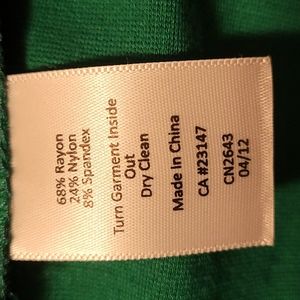 68% Rayon
24% Nylon
8% Spandex
Turn Garment Inside
Out
Dry Clean
Made In China
CA #23147
CN2643
04/12